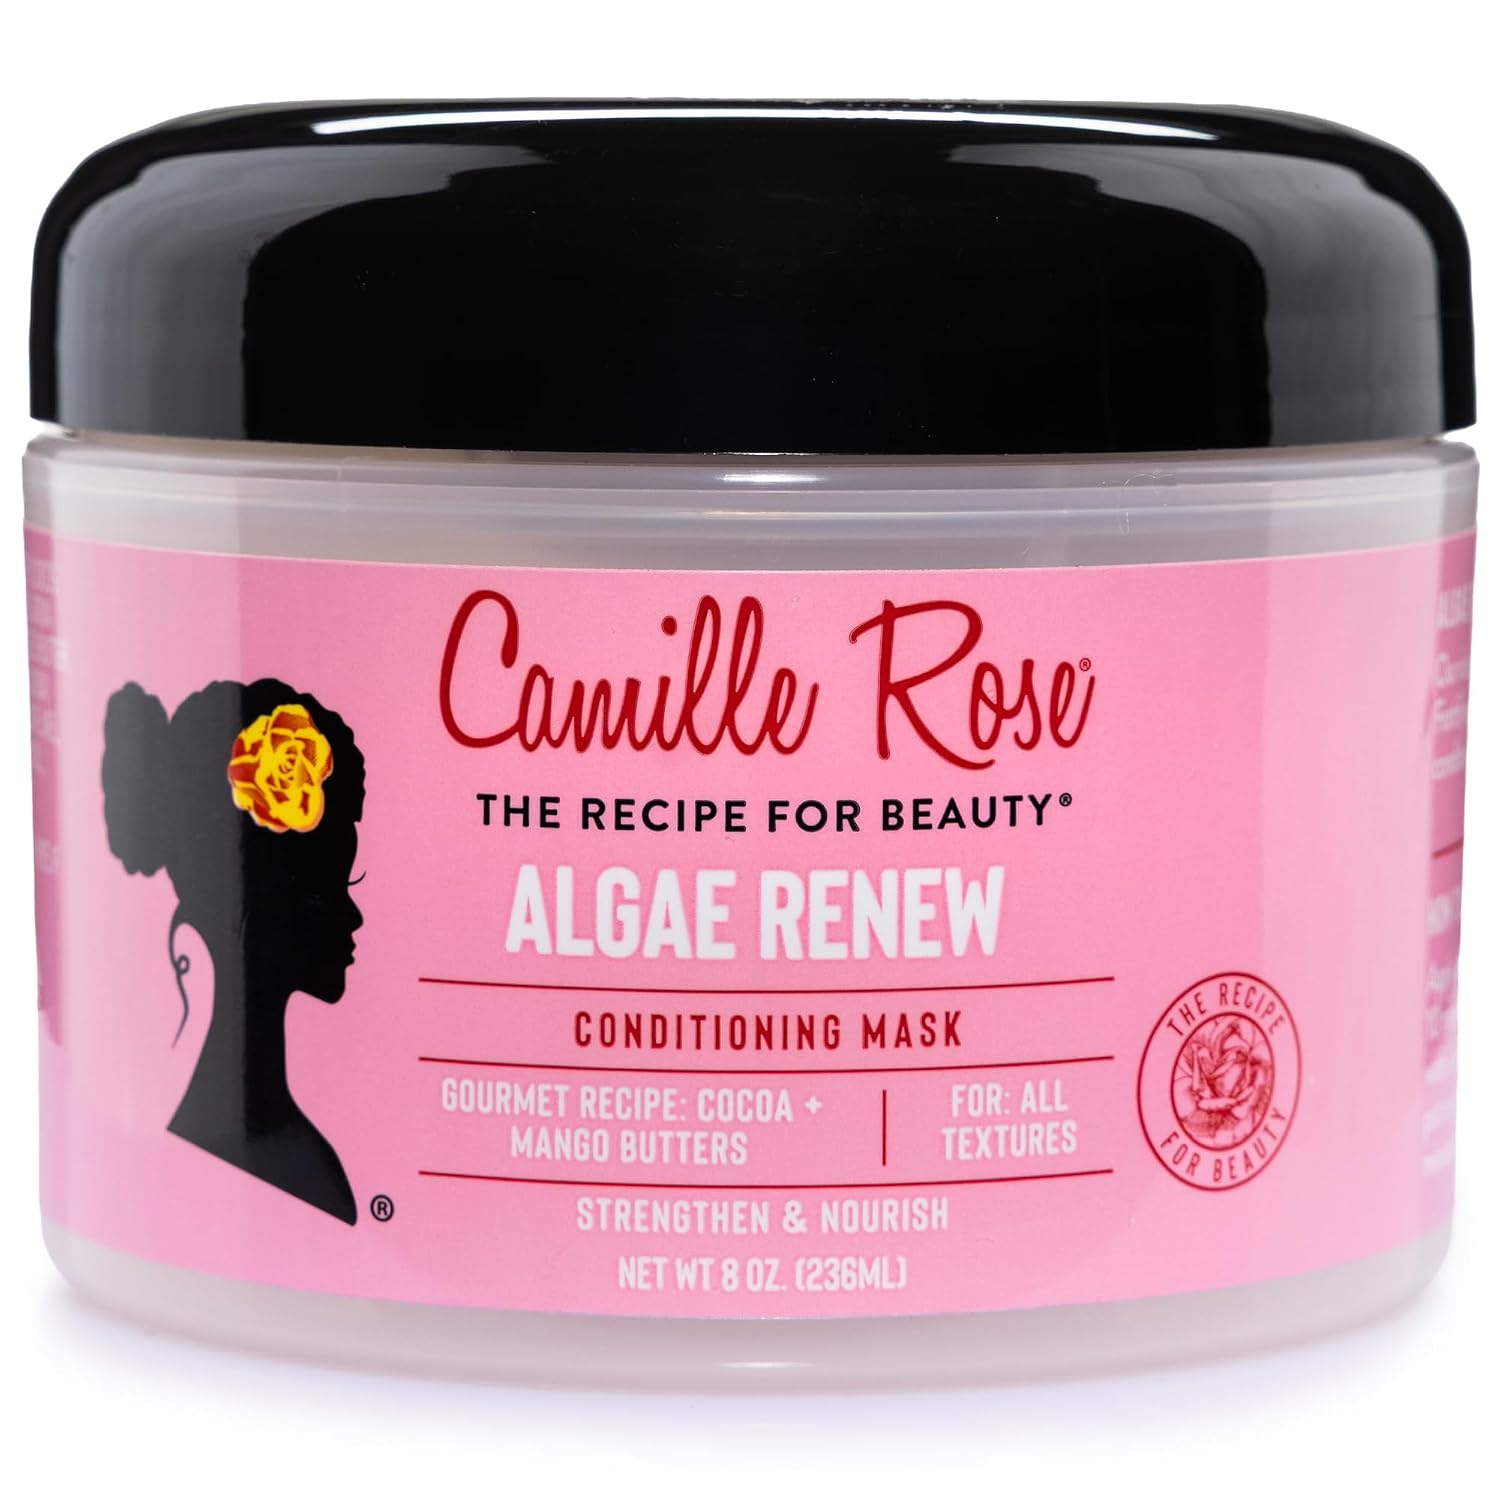 Camille Rose®
THE RECIPE FOR BEAUTY®
ALGAE RENEW
CONDITIONING MASK
GOURMET RECIPE: COCOA +
MANGO BUTTERS
FOR: ALL
TEXTURES
STRENGTHEN & NOURISH
NET WT 8 OZ. (236ML)
®
THE RECIPE
FOR BEAUTY